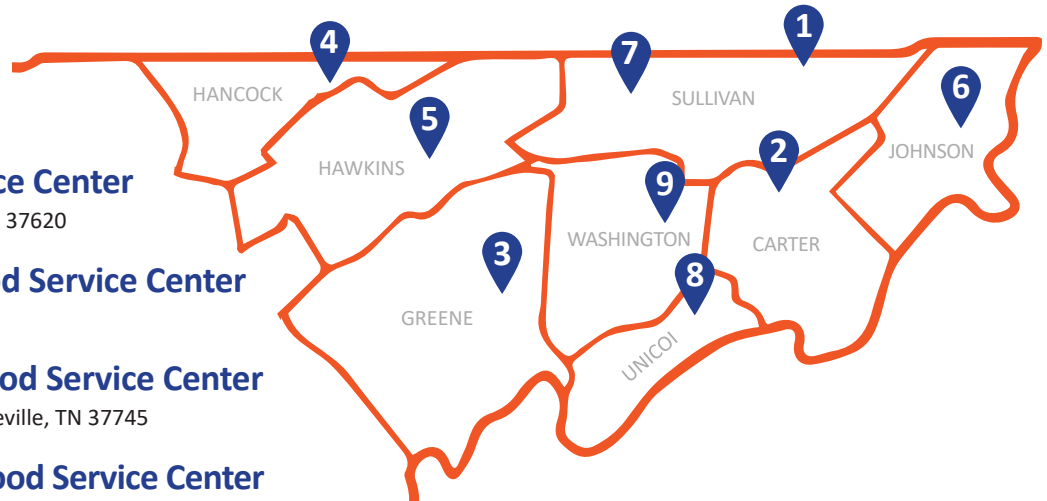 4
7
1
HANCOCK
SULLIVAN
6
5
HAWKINS
2
JOHNSON
ce Center
37620
9
WASHINGTON
CARTER
3
8
d Service Center
GREENE
UNICOI
od Service Center
eville, TN 37745
ood Service Center